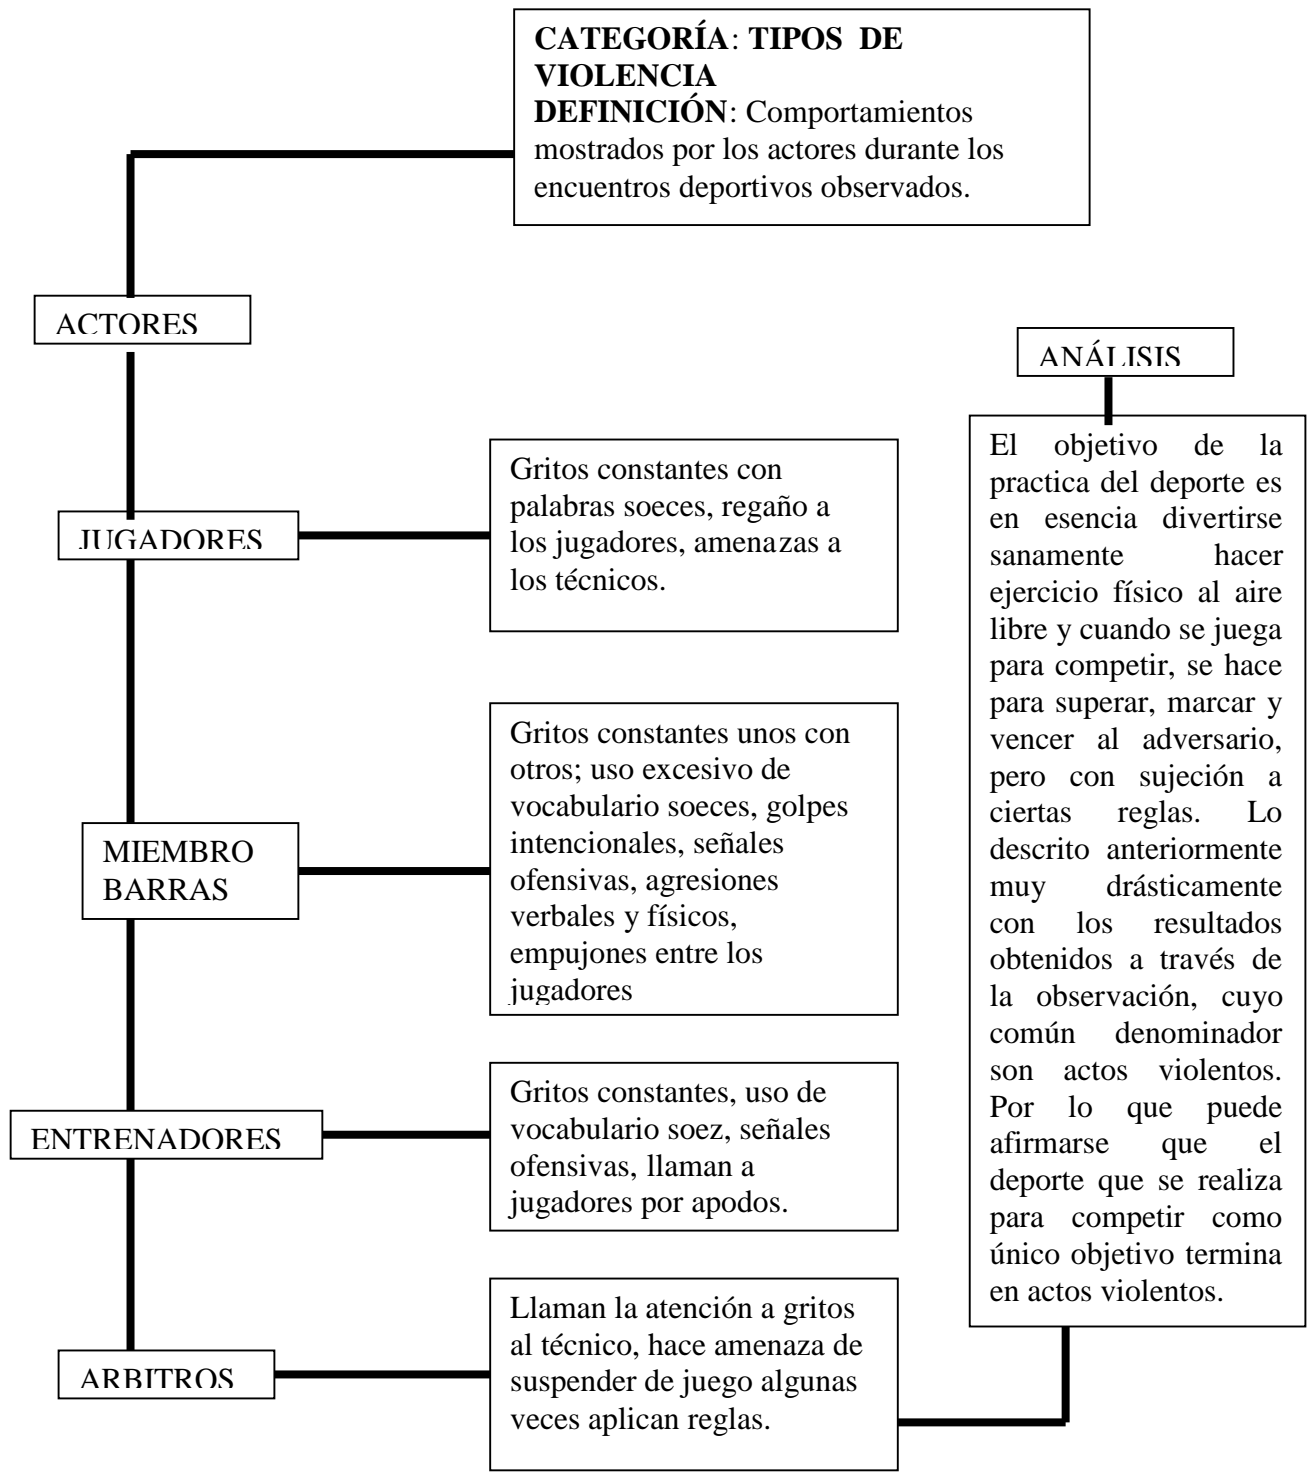 CATEGORÍA: TIPOS DE
VIOLENCIA
DEFINICIÓN: Comportamientos
mostrados por los actores durante los
encuentros deportivos observados.
ACTORES
JUGADORES
Gritos constantes con
palabras soeces, regaño a
los jugadores, amenazas a
los técnicos.
MIEMBRO
BARRAS
Gritos constantes unos con
otros; uso excesivo de
vocabulario soeces, golpes
intencionales, señales
ofensivas, agresiones
verbales y físicos,
empujones entre los
jugadores
ENTRENADORES
Gritos constantes, uso de
vocabulario soez, señales
ofensivas, llaman a
jugadores por apodos.
ARBITROS
Llaman la atención a gritos
al técnico, hace amenaza de
suspender de juego algunas
veces aplican reglas.
ANÁLISIS
El objetivo de la
practica del deporte es
en esencia divertirse
sanamente hacer
ejercicio físico al aire
libre y cuando se juega
para competir, se hace
para superar, marcar y
vencer al adversario,
pero con sujeción a
ciertas reglas. Lo
descrito anteriormente
muy drásticamente
con los resultados
obtenidos a través de
la observación, cuyo
común denominador
son actos violentos.
Por lo que puede
afirmarse que el
deporte que se realiza
para competir como
único objetivo termina
en actos violentos.